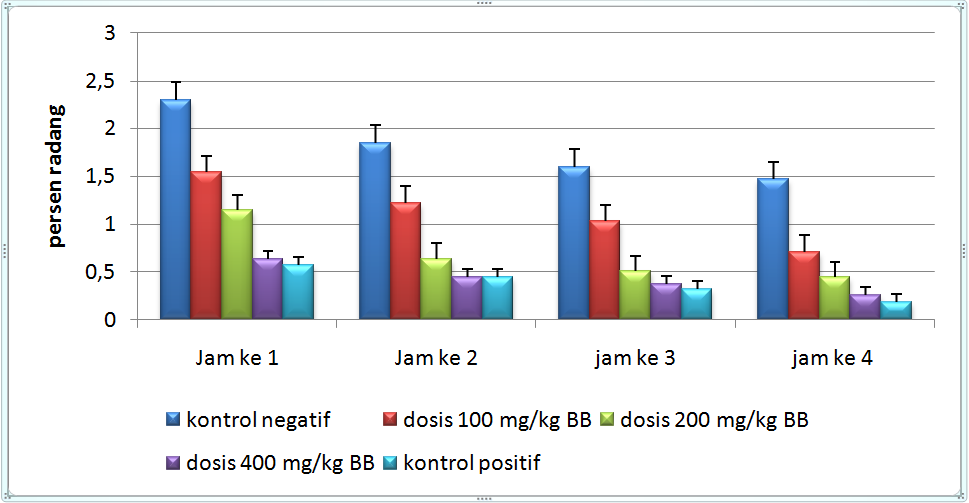 3
2,5
2
1,5
1
0,5
0
persen radang
Jam ke 1 Jam ke 2 jam ke 3 jam ke 4
kontrol negatif dosis 100 mg/kg BB dosis 200 mg/kg BB
dosis 400 mg/kg BB kontrol positif